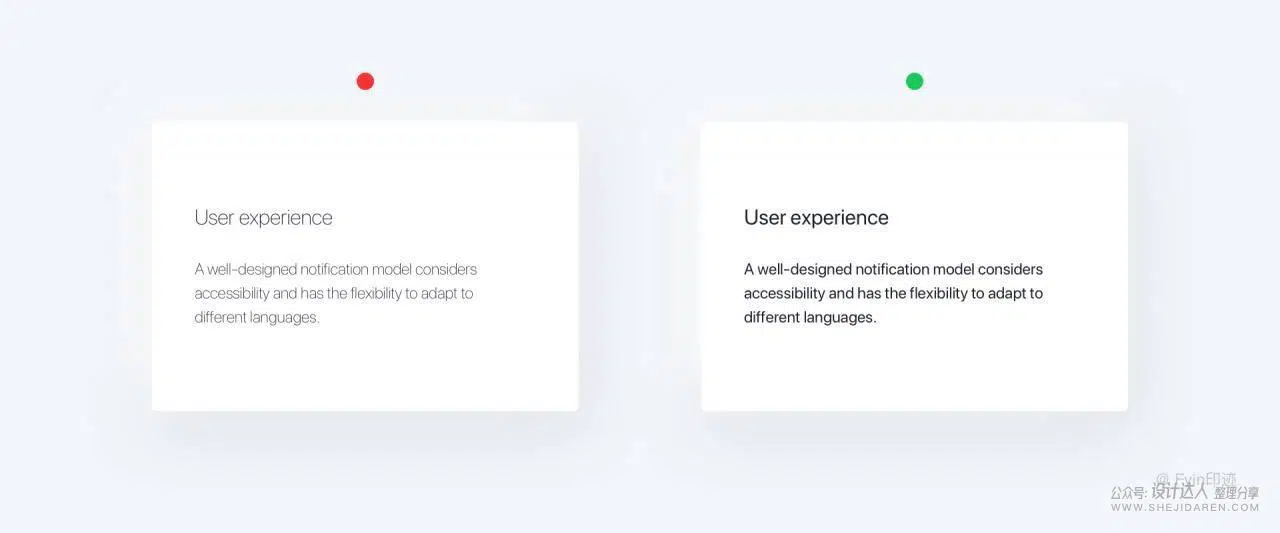 User experience
A well-designed notification model considers
accessibility and has the flexibility to adapt to
different languages.
User experience
A well-designed notification model considers
accessibility and has the flexibility to adapt to
different languages.
@ Evin印迹
公众号: 设计达人 整理分享
WWW.SHEJIDAREN.COM